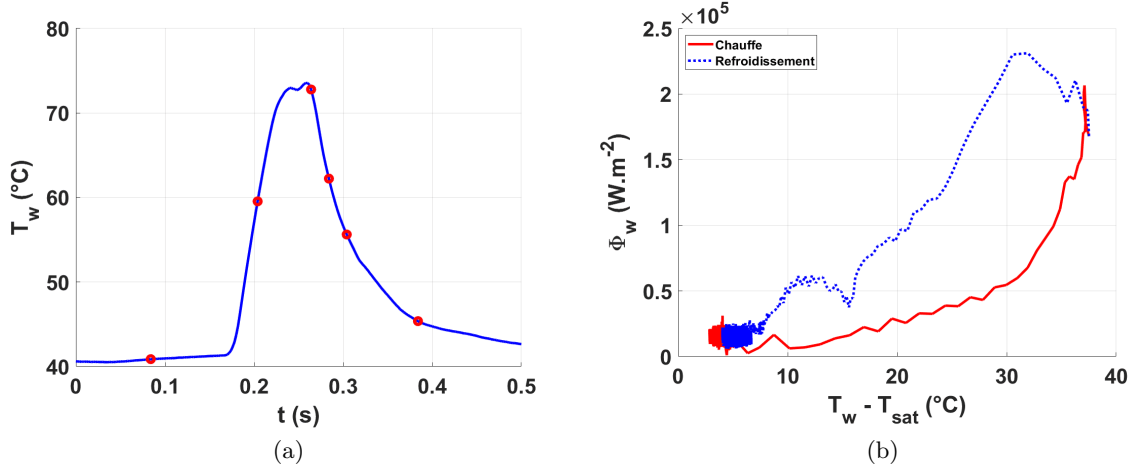 80
70
60
50
40
T_w (°C)
0
0.1
0.2
0.3
0.4
0.5
t (s)
(a)
×10^5
2.5
2
1.5
1
0.5
0
Φ_w (W.m^-2)
Chauffe
Refroidissement
0
10
20
30
40
T_w - T_sat (°C)
(b)